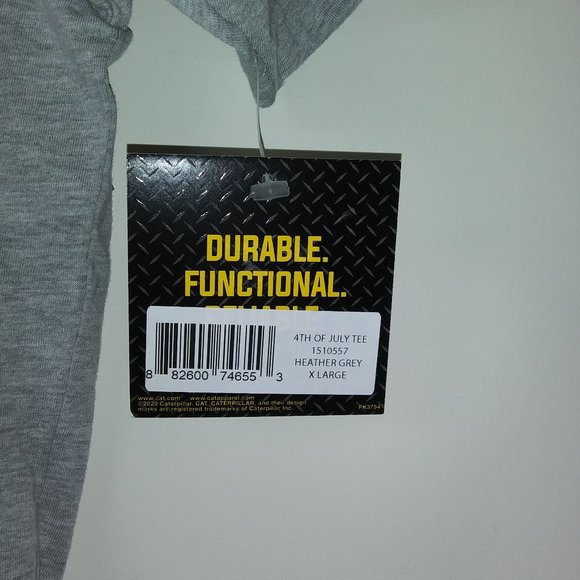 DURABLE.
FUNCTIONAL.
4TH OF JULY TEE
1510557
HEATHER GREY
X LARGE
8 82600 74655 3
www.cat.com www.catapparel.com
©2020 Caterpillar, CAT, CATERPILLAR, and their design
marks are registered trademarks of Caterpillar Inc.
PK3754